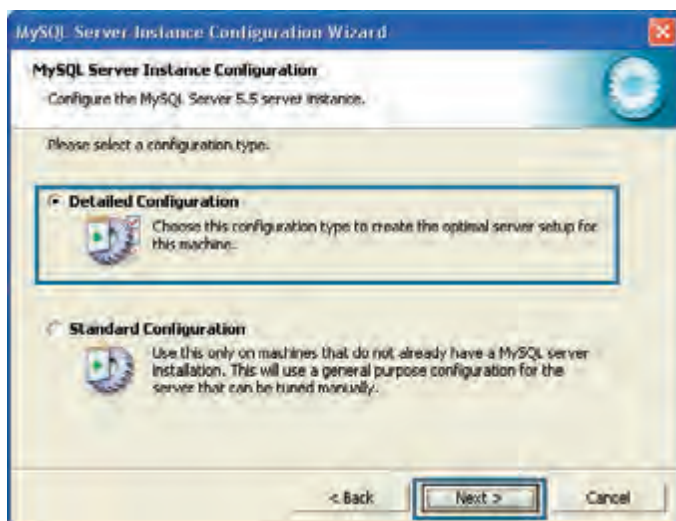 MySQL Server Instance Configuration Wizard
MySQL Server Instance Configuration
Configure the MySQL Server 5.5 server instance.
Please select a configuration type.
Detailed Configuration
Choose this configuration type to create the optimal server setup for
this machine.
Standard Configuration
Use this only on machines that do not already have a MySQL server
installation. This will use a general purpose configuration for the
server that can be tuned manually.
< Back
Next >
Cancel